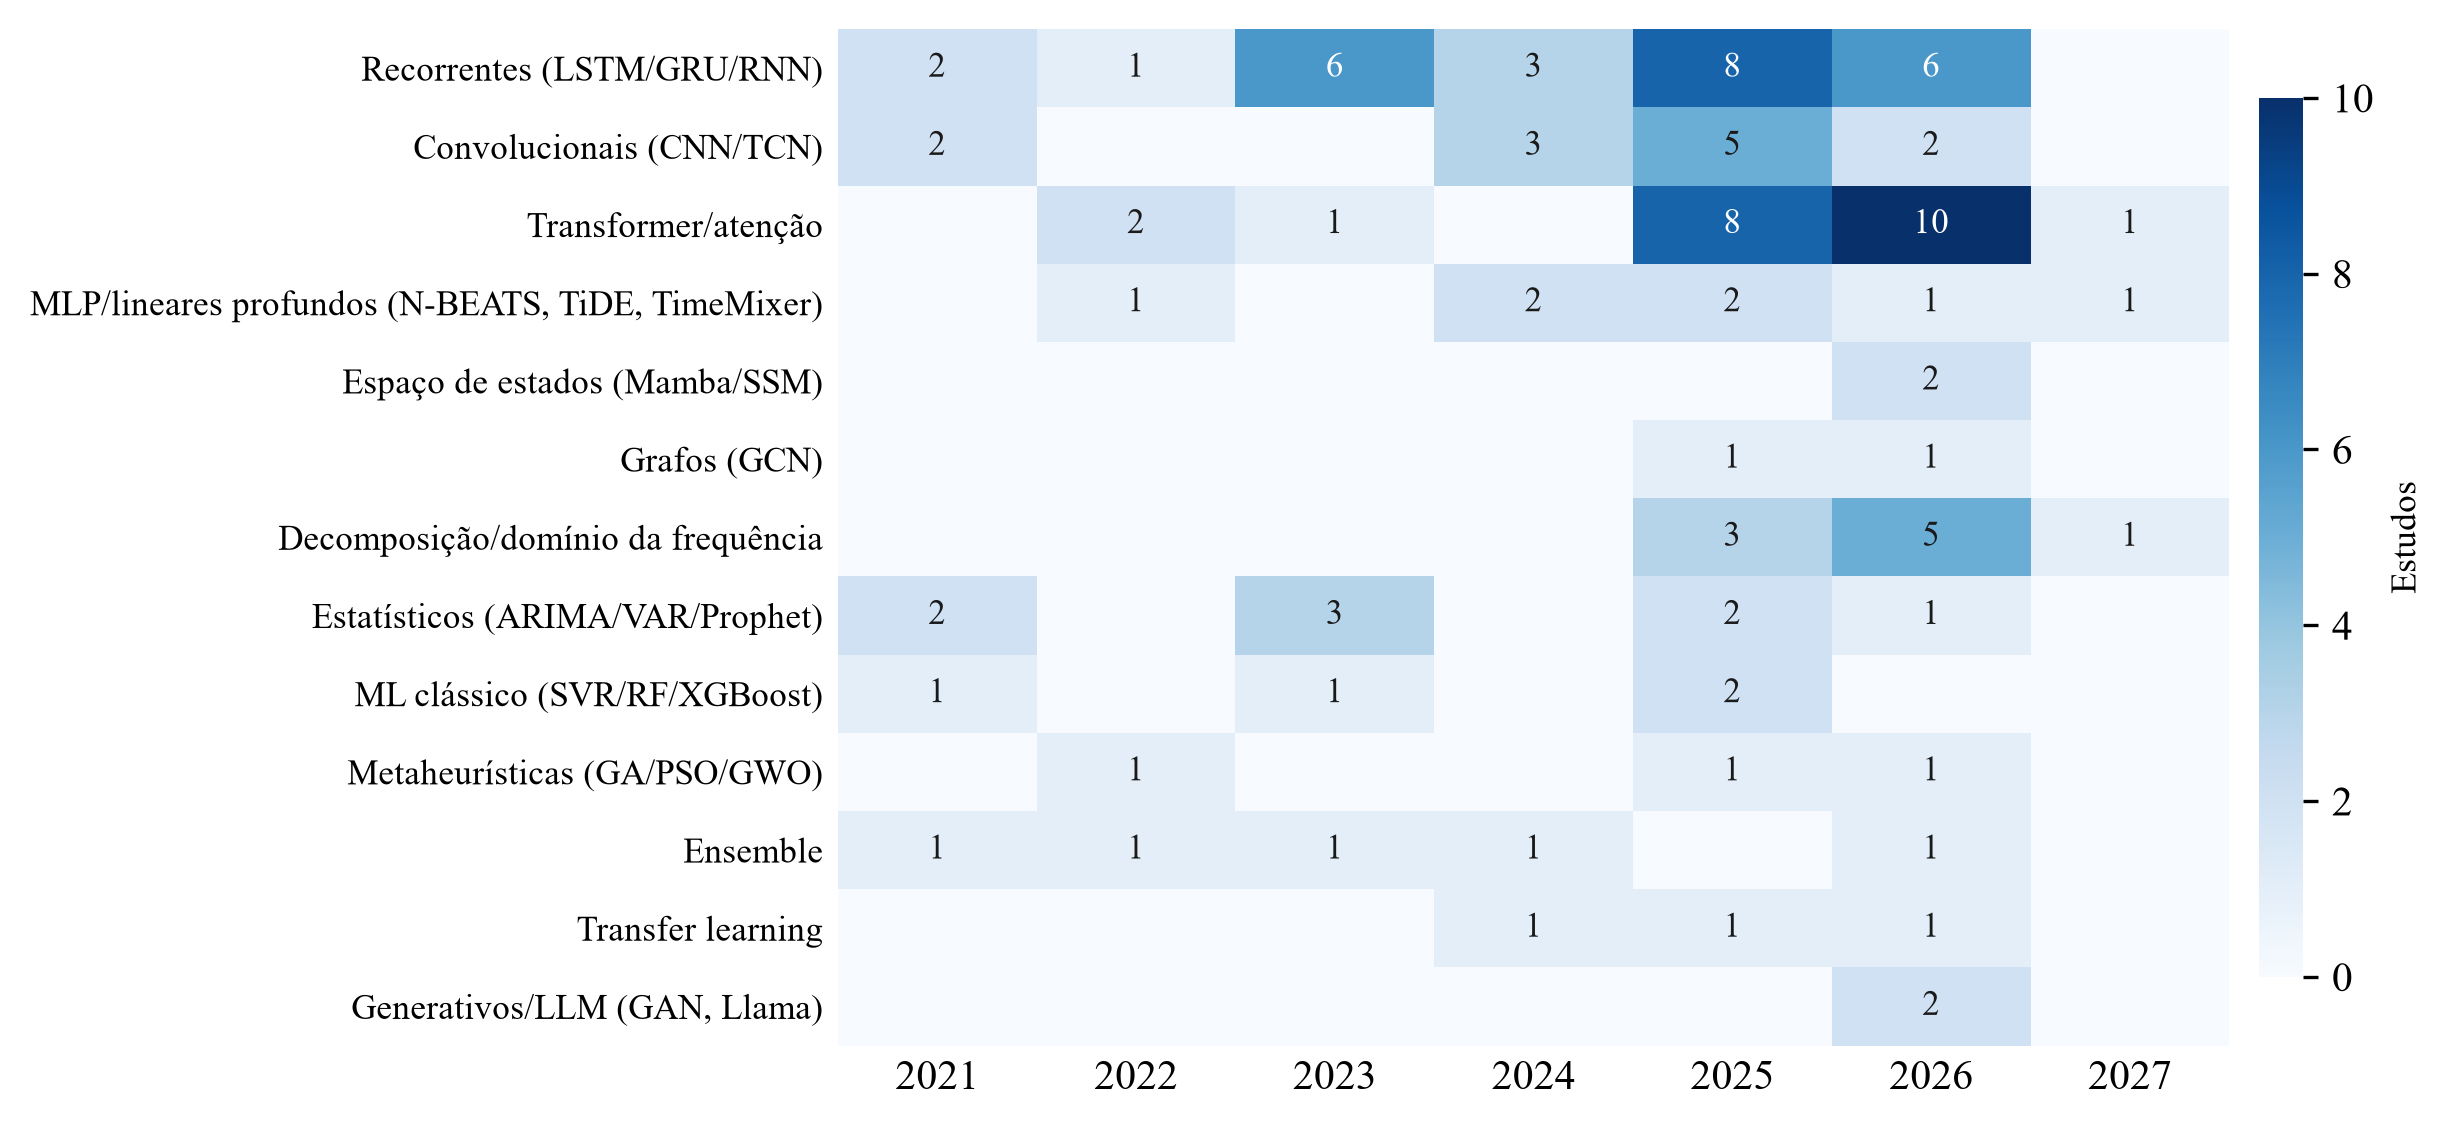 Recorrentes (LSTM/GRU/RNN) 2 1 6 3 8 6
Convolucionais (CNN/TCN) 2 3 5 2
Transformer/atenção 2 1 8 10 1
MLP/lineares profundos (N-BEATS, TiDE, TimeMixer) 1 2 2 1 1
Espaço de estados (Mamba/SSM) 2
Grafos (GCN) 1 1
Decomposição/domínio da frequência 3 5 1
Estatísticos (ARIMA/VAR/Prophet) 2 3 2 1
ML clássico (SVR/RF/XGBoost) 1 1 2
Metaheurísticas (GA/PSO/GWO) 1 1 1
Ensemble 1 1 1 1 1
Transfer learning 1 1 1
Generativos/LLM (GAN, Llama) 2
2021 2022 2023 2024 2025 2026 2027
10
8
6
4
2
0
Estudos